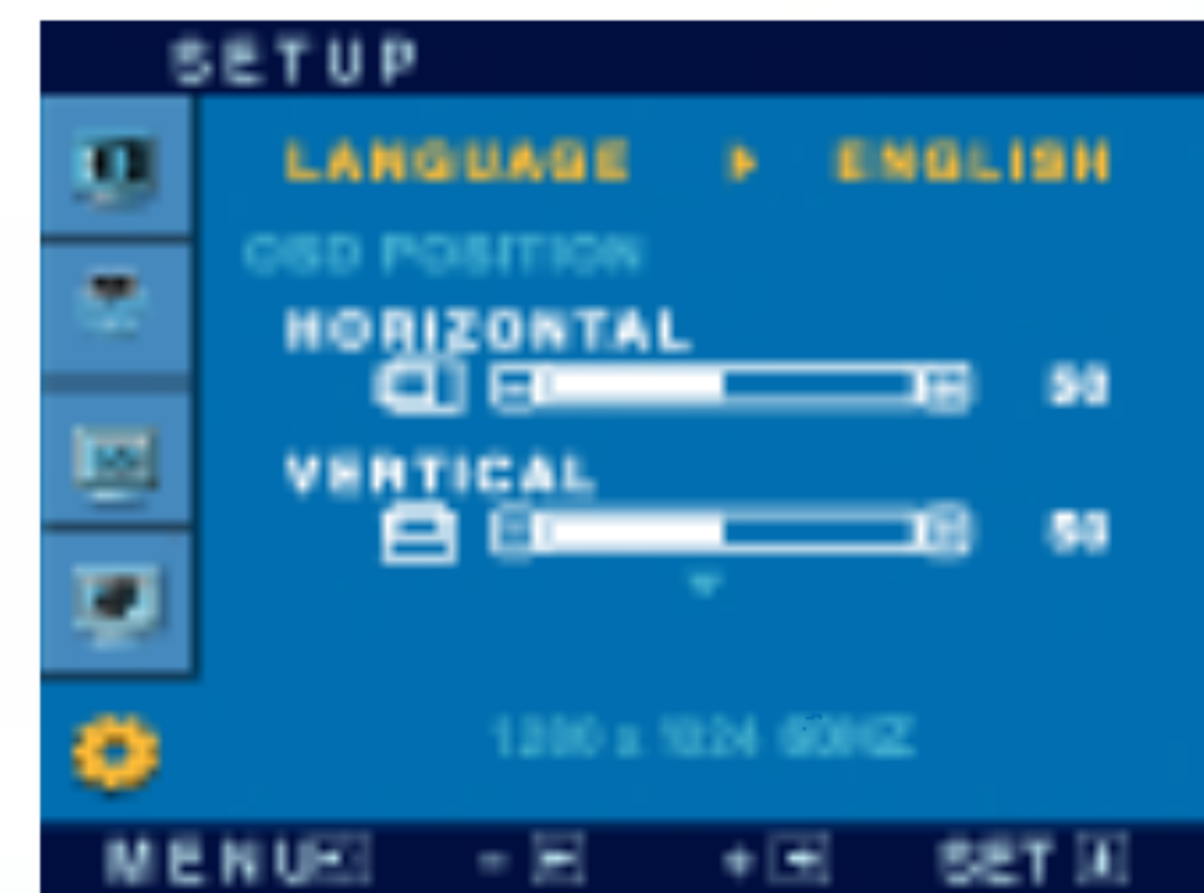 SETUP
LANGUAGE ▸ ENGLISH
OSD POSITION
HORIZONTAL
50
VERTICAL
50
1280 x 1024 60HZ
MENU - + SET